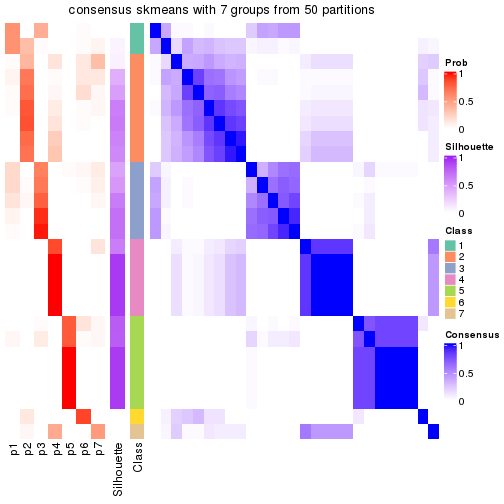 consensus skmeans with 7 groups from 50 partitions
Prob
1
0.5
0
Silhouette
1
0.5
0
Class
1
2
3
4
5
6
7
Consensus
1
0.5
0
p1
p2
p3
p4
p5
p6
p7
Silhouette
Class